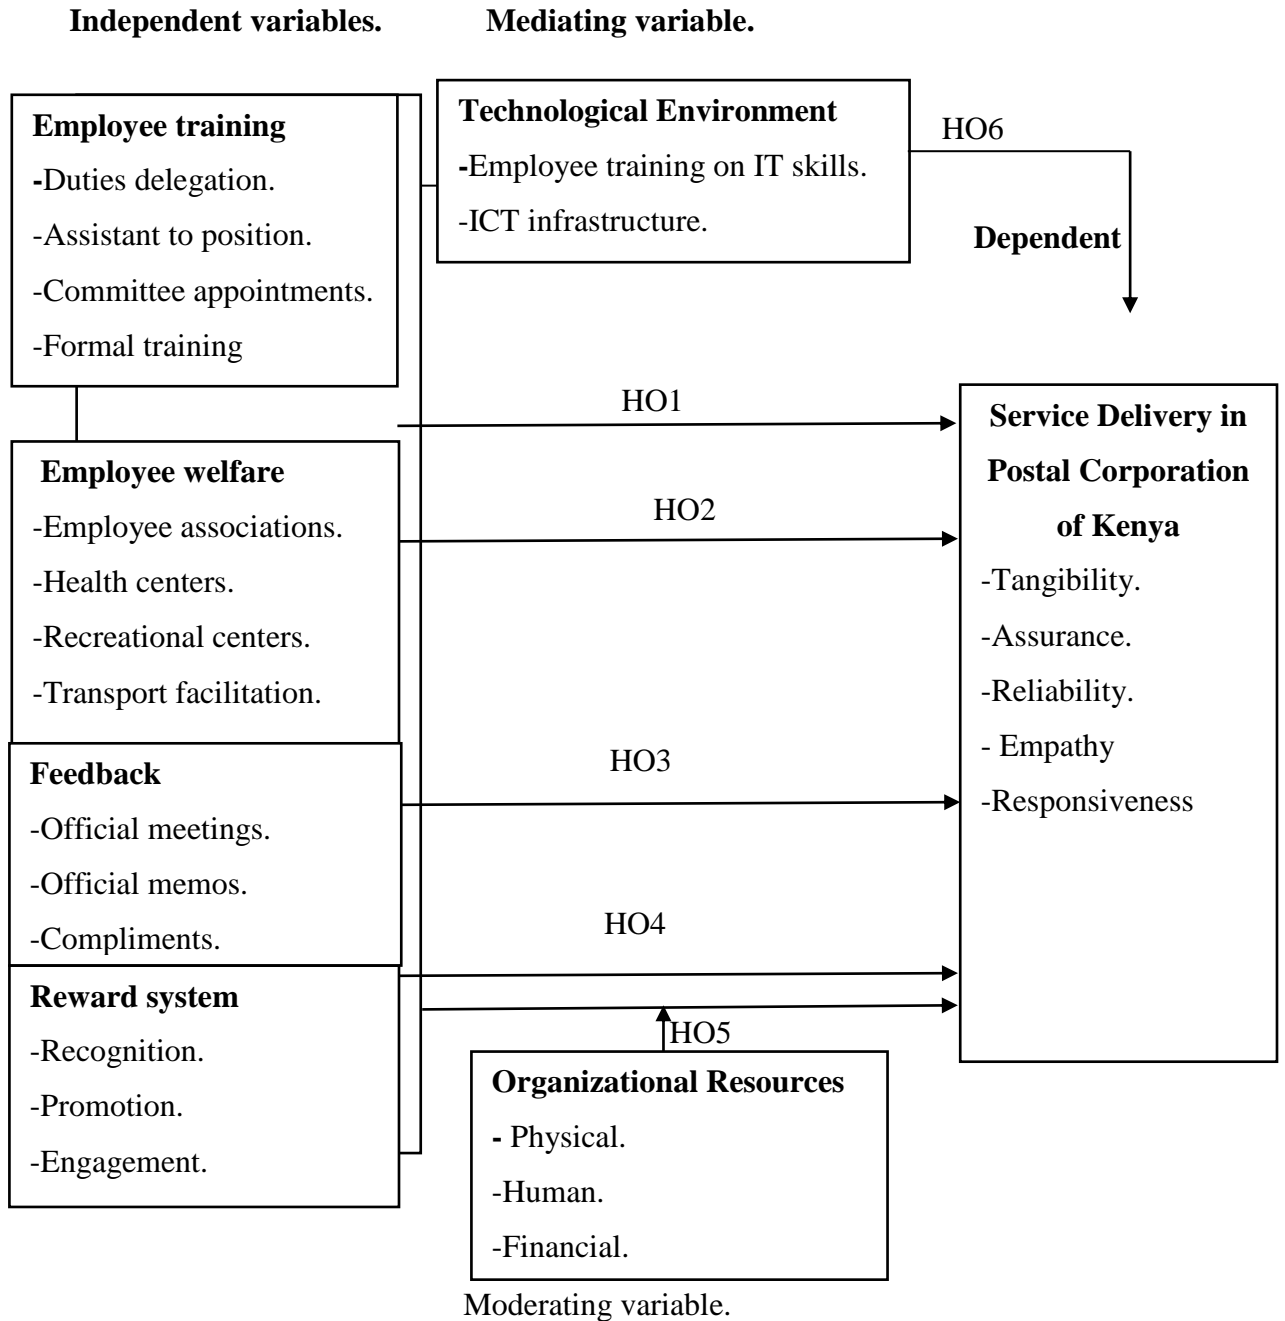 Independent variables.
Mediating variable.
Employee training
-Duties delegation.
-Assistant to position.
-Committee appointments.
-Formal training
Technological Environment
-Employee training on IT skills.
-ICT infrastructure.
HO6
Dependent
HO1
Employee welfare
-Employee associations.
-Health centers.
-Recreational centers.
-Transport facilitation.
HO2
Service Delivery in
Postal Corporation
of Kenya
-Tangibility.
-Assurance.
-Reliability.
- Empathy
-Responsiveness
Feedback
-Official meetings.
-Official memos.
-Compliments.
HO3
HO4
Reward system
-Recognition.
-Promotion.
-Engagement.
HO5
Organizational Resources
- Physical.
-Human.
-Financial.
Moderating variable.